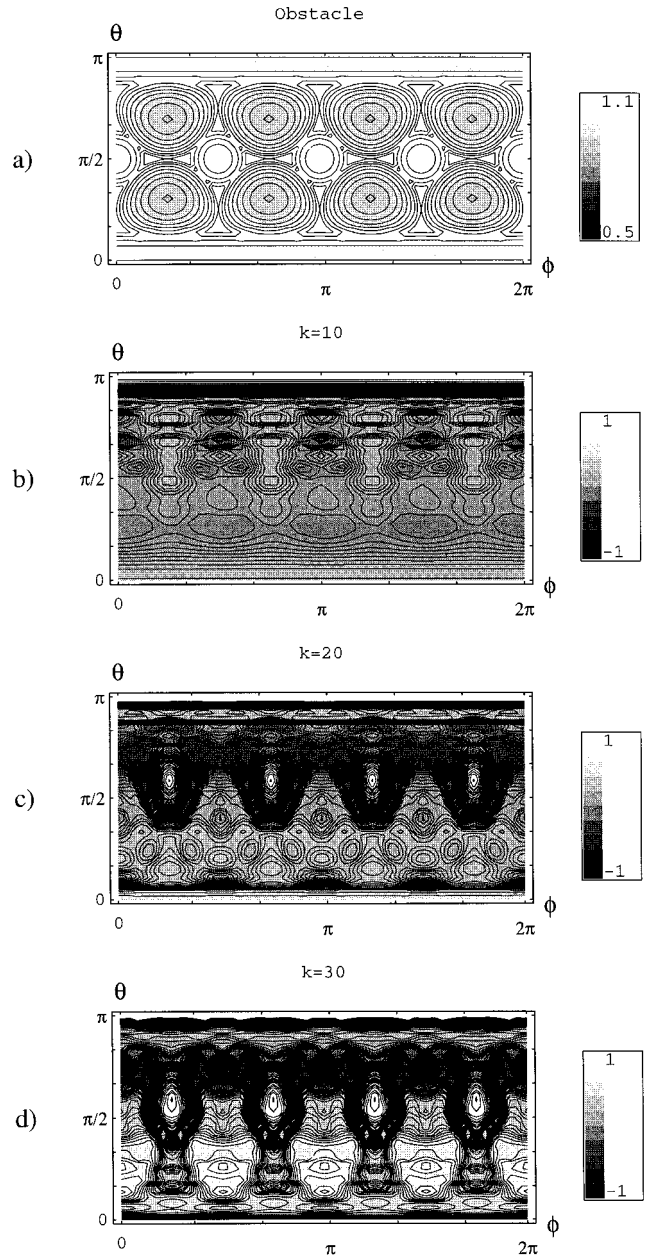 Obstacle
θ
π
1.1
a)
π/2
0.5
0
ϕ
0
π
2π
k=10
θ
π
1
b)
π/2
-1
0
ϕ
0
π
2π
k=20
θ
π
1
c)
π/2
-1
0
ϕ
0
π
2π
k=30
θ
π
1
d)
π/2
-1
0
ϕ
0
π
2π